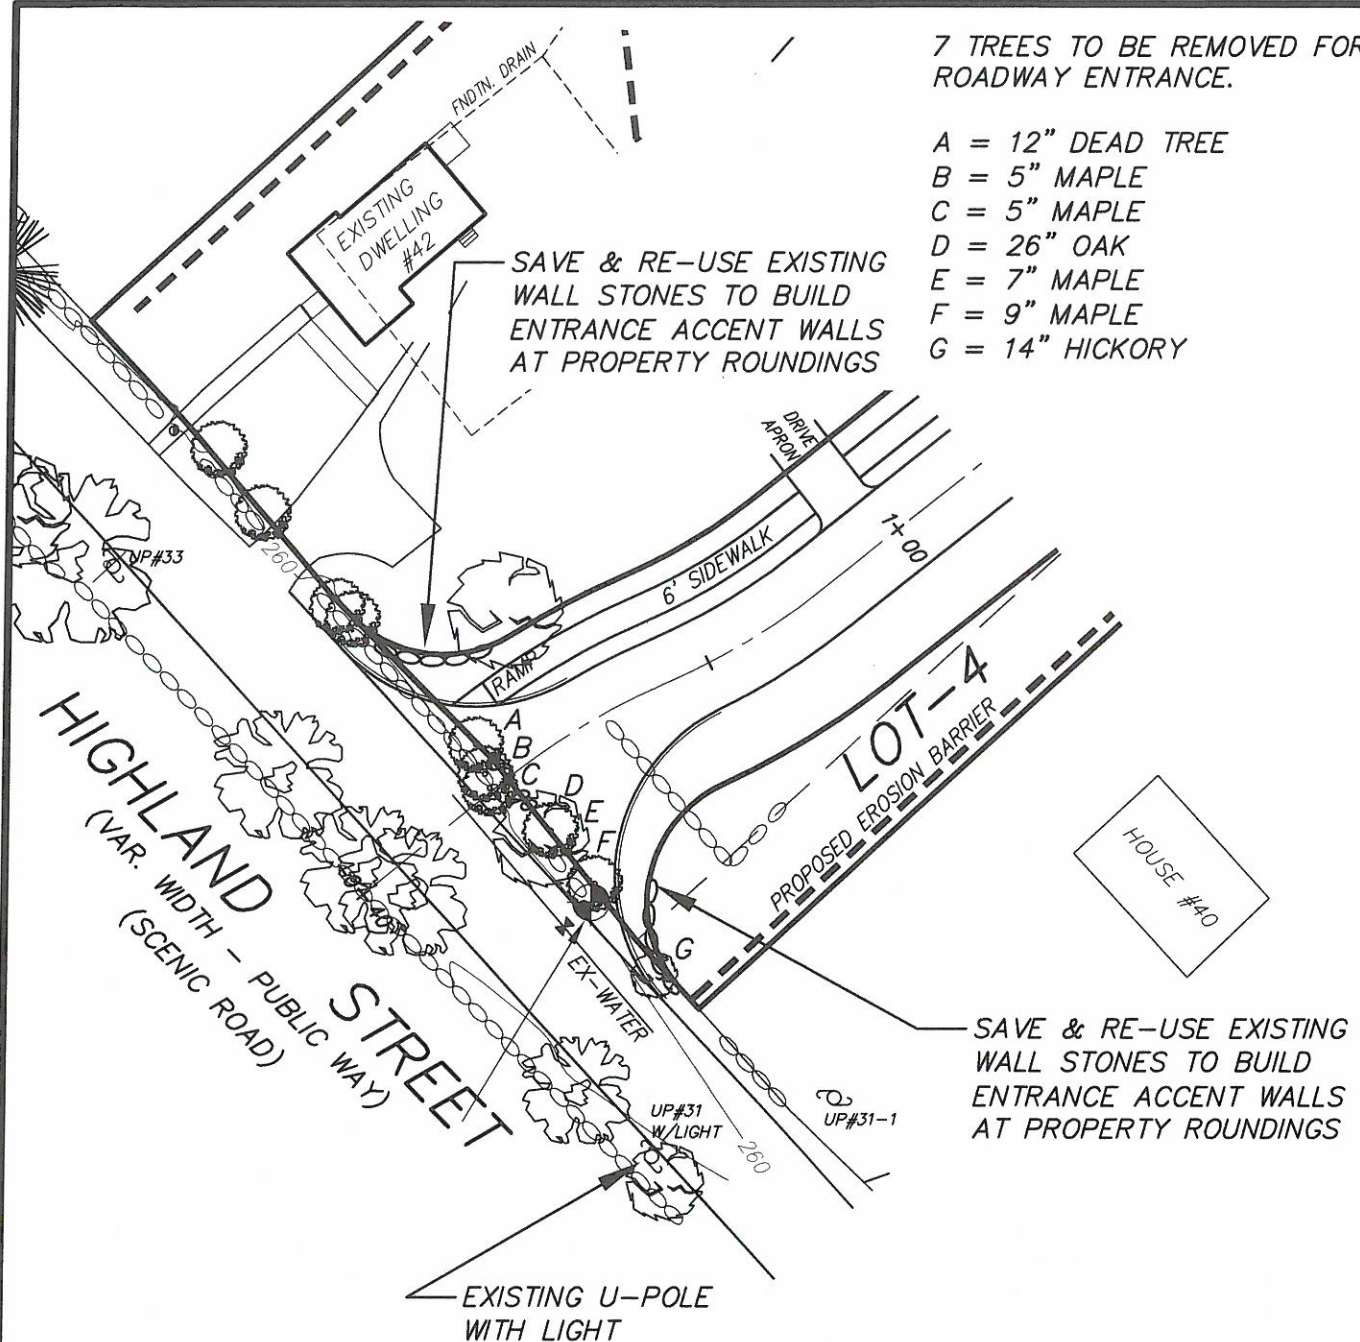 7 TREES TO BE REMOVED FOR
ROADWAY ENTRANCE.
A = 12" DEAD TREE
B = 5" MAPLE
C = 5" MAPLE
D = 26" OAK
E = 7" MAPLE
F = 9" MAPLE
G = 14" HICKORY
FNDTN. DRAIN
EXISTING
DWELLING
#42
SAVE & RE-USE EXISTING
WALL STONES TO BUILD
ENTRANCE ACCENT WALLS
AT PROPERTY ROUNDINGS
DRIVE
APRON
1+00
6' SIDEWALK
RAMP
UP#33
260
A
B
C
D
E
F
G
LOT-4
PROPOSED EROSION BARRIER
HOUSE #40
HIGHLAND STREET
(VAR. WIDTH - PUBLIC WAY)
(SCENIC ROAD)
EX-WATER
SAVE & RE-USE EXISTING
WALL STONES TO BUILD
ENTRANCE ACCENT WALLS
AT PROPERTY ROUNDINGS
UP#31
W/LIGHT
UP#31-1
260
EXISTING U-POLE
WITH LIGHT